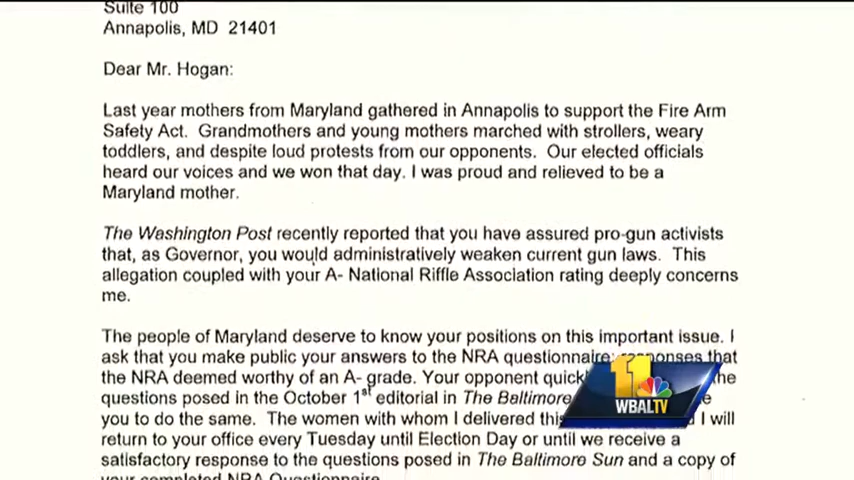 Suite 100
Annapolis, MD 21401
Dear Mr. Hogan:
Last year mothers from Maryland gathered in Annapolis to support the Fire Arm
Safety Act. Grandmothers and young mothers marched with strollers, weary
toddlers, and despite loud protests from our opponents. Our elected officials
heard our voices and we won that day. I was proud and relieved to be a
Maryland mother.
The Washington Post recently reported that you have assured pro-gun activists
that, as Governor, you would administratively weaken current gun laws. This
allegation coupled with your A- National Riffle Association rating deeply concerns
me.
The people of Maryland deserve to know your positions on this important issue. I
ask that you make public your answers to the NRA questionnaire; responses that
the NRA deemed worthy of an A- grade. Your opponent quick
questions posed in the October 1st editorial in The Baltimore
you to do the same. The women with whom I delivered I will
return to your office every Tuesday until Election Day or until we receive a
satisfactory response to the questions posed in The Baltimore Sun and a copy of
your completed NRA Questionnaire
11
WBALTV